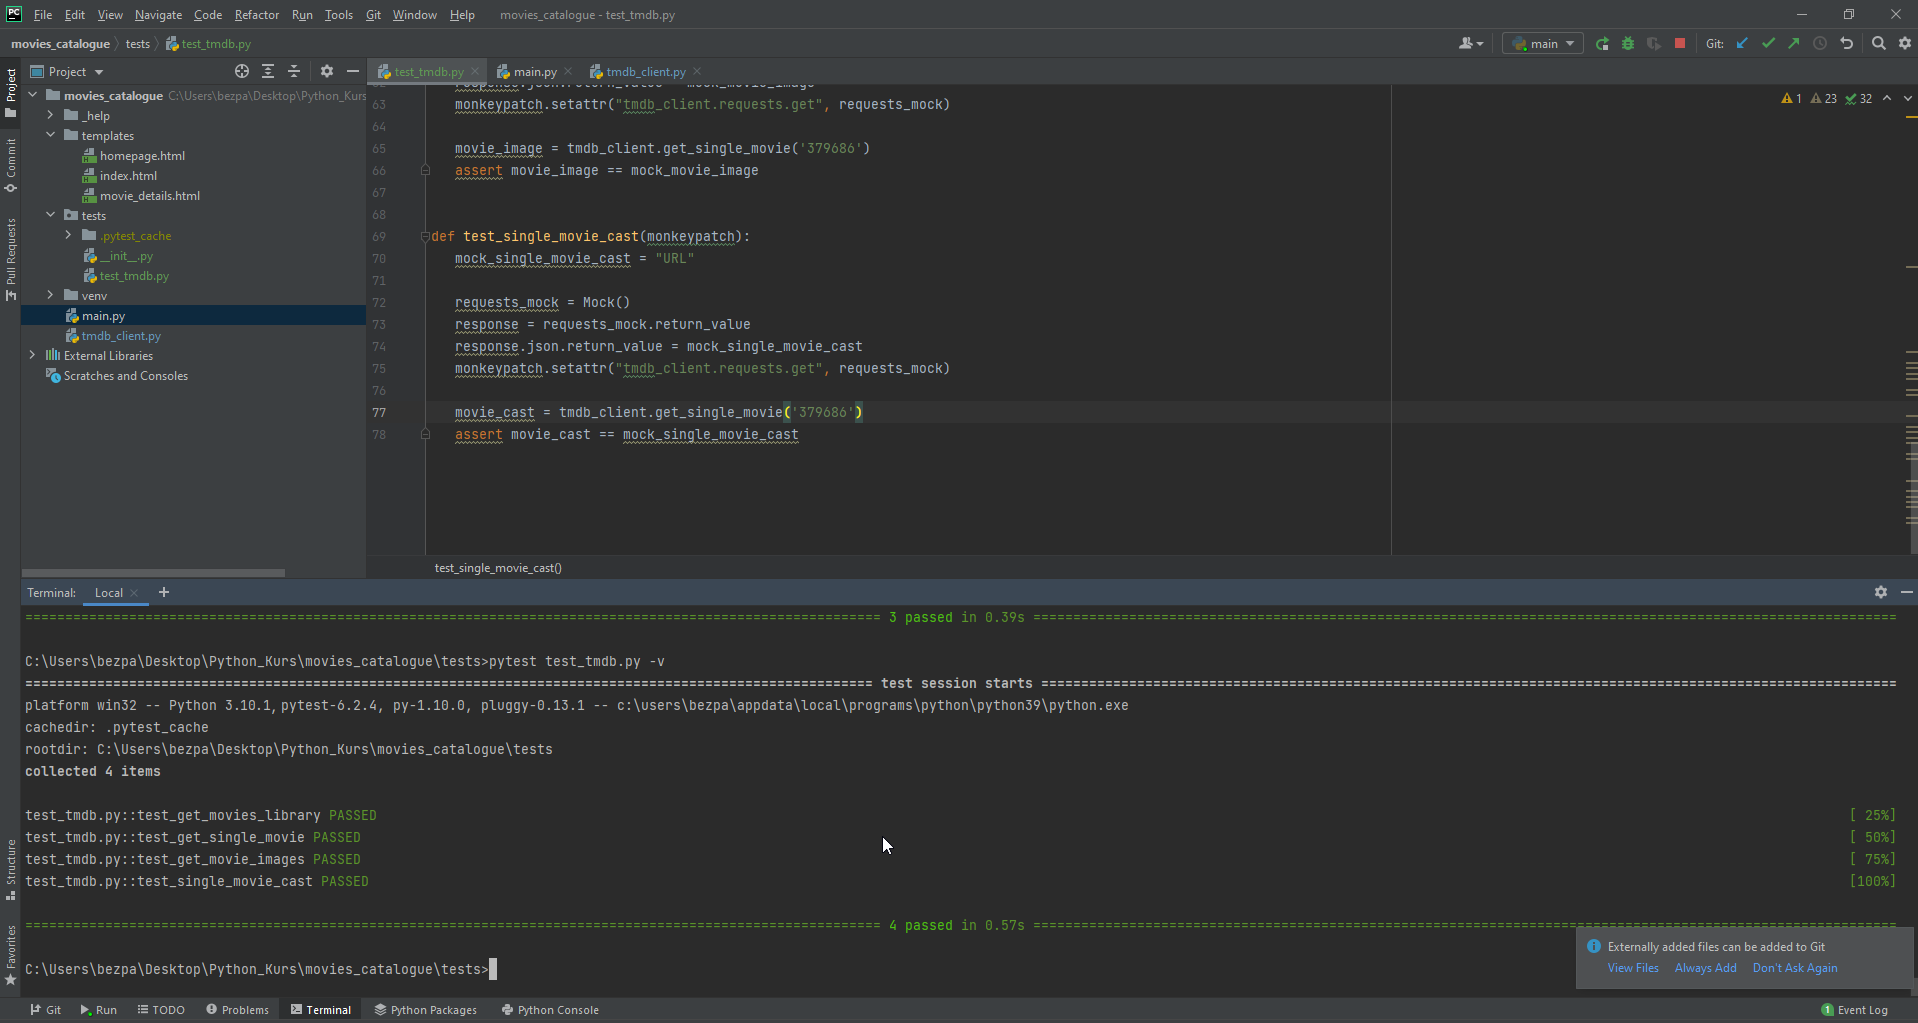 PC File Edit View Navigate Code Refactor Run Tools Git Window Help movies_catalogue - test_tmdb.py
movies_catalogue tests test_tmdb.py main Git:
Project
Commit
Pull Requests
Structure
Favorites
Project
movies_catalogue C:\Users\bezpa\Desktop\Python_Kurs
_help
templates
homepage.html
index.html
movie_details.html
tests
.pytest_cache
__init__.py
test_tmdb.py
venv
main.py
tmdb_client.py
External Libraries
Scratches and Consoles
test_tmdb.py main.py tmdb_client.py
1 23 32
63 monkeypatch.setattr("tmdb_client.requests.get", requests_mock)
64
65 movie_image = tmdb_client.get_single_movie('379686')
66 assert movie_image == mock_movie_image
67
68
69 def test_single_movie_cast(monkeypatch):
70 mock_single_movie_cast = "URL"
71
72 requests_mock = Mock()
73 response = requests_mock.return_value
74 response.json.return_value = mock_single_movie_cast
75 monkeypatch.setattr("tmdb_client.requests.get", requests_mock)
76
77 movie_cast = tmdb_client.get_single_movie('379686')
78 assert movie_cast == mock_single_movie_cast
test_single_movie_cast()
Terminal: Local
3 passed in 0.39s
C:\Users\bezpa\Desktop\Python_Kurs\movies_catalogue\tests>pytest test_tmdb.py -v
test session starts
platform win32 -- Python 3.10.1, pytest-6.2.4, py-1.10.0, pluggy-0.13.1 -- c:\users\bezpa\appdata\local\programs\python\python39\python.exe
cachedir: .pytest_cache
rootdir: C:\Users\bezpa\Desktop\Python_Kurs\movies_catalogue\tests
collected 4 items
test_tmdb.py::test_get_movies_library PASSED [ 25%]
test_tmdb.py::test_get_single_movie PASSED [ 50%]
test_tmdb.py::test_get_movie_images PASSED [ 75%]
test_tmdb.py::test_single_movie_cast PASSED [100%]
4 passed in 0.57s
C:\Users\bezpa\Desktop\Python_Kurs\movies_catalogue\tests>
Externally added files can be added to Git
View Files Always Add Don't Ask Again
Git Run TODO Problems Terminal Python Packages Python Console 1 Event Log